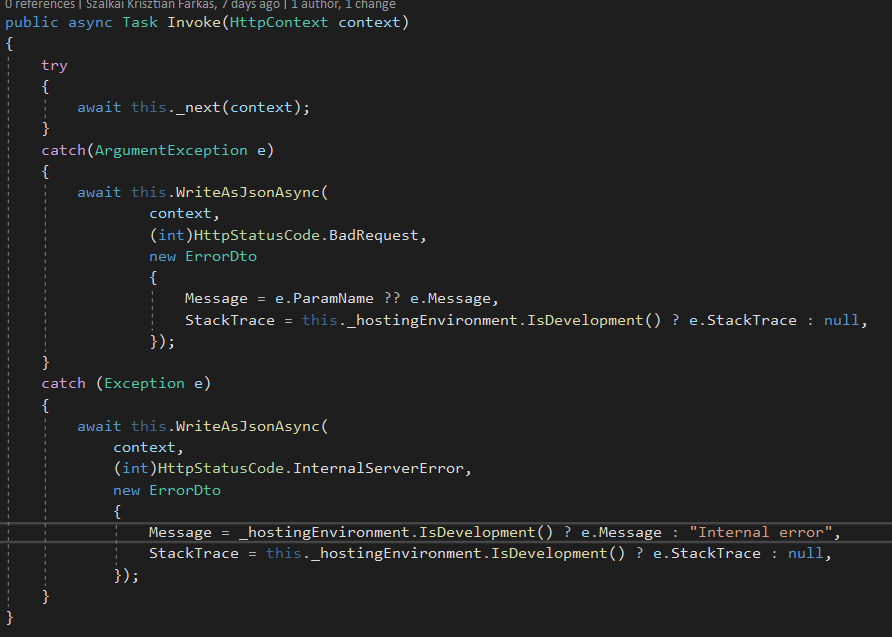 0 references | Szalkai Krisztian Farkas, 7 days ago | 1 author, 1 change
public async Task Invoke(HttpContext context)
{
    try
    {
        await this._next(context);
    }
    catch(ArgumentException e)
    {
        await this.WriteAsJsonAsync(
                context,
                (int)HttpStatusCode.BadRequest,
                new ErrorDto
                {
                    Message = e.ParamName ?? e.Message,
                    StackTrace = this._hostingEnvironment.IsDevelopment() ? e.StackTrace : null,
                });
    }
    catch (Exception e)
    {
        await this.WriteAsJsonAsync(
            context,
            (int)HttpStatusCode.InternalServerError,
            new ErrorDto
            {
                Message = _hostingEnvironment.IsDevelopment() ? e.Message : "Internal error",
                StackTrace = this._hostingEnvironment.IsDevelopment() ? e.StackTrace : null,
            });
    }
}